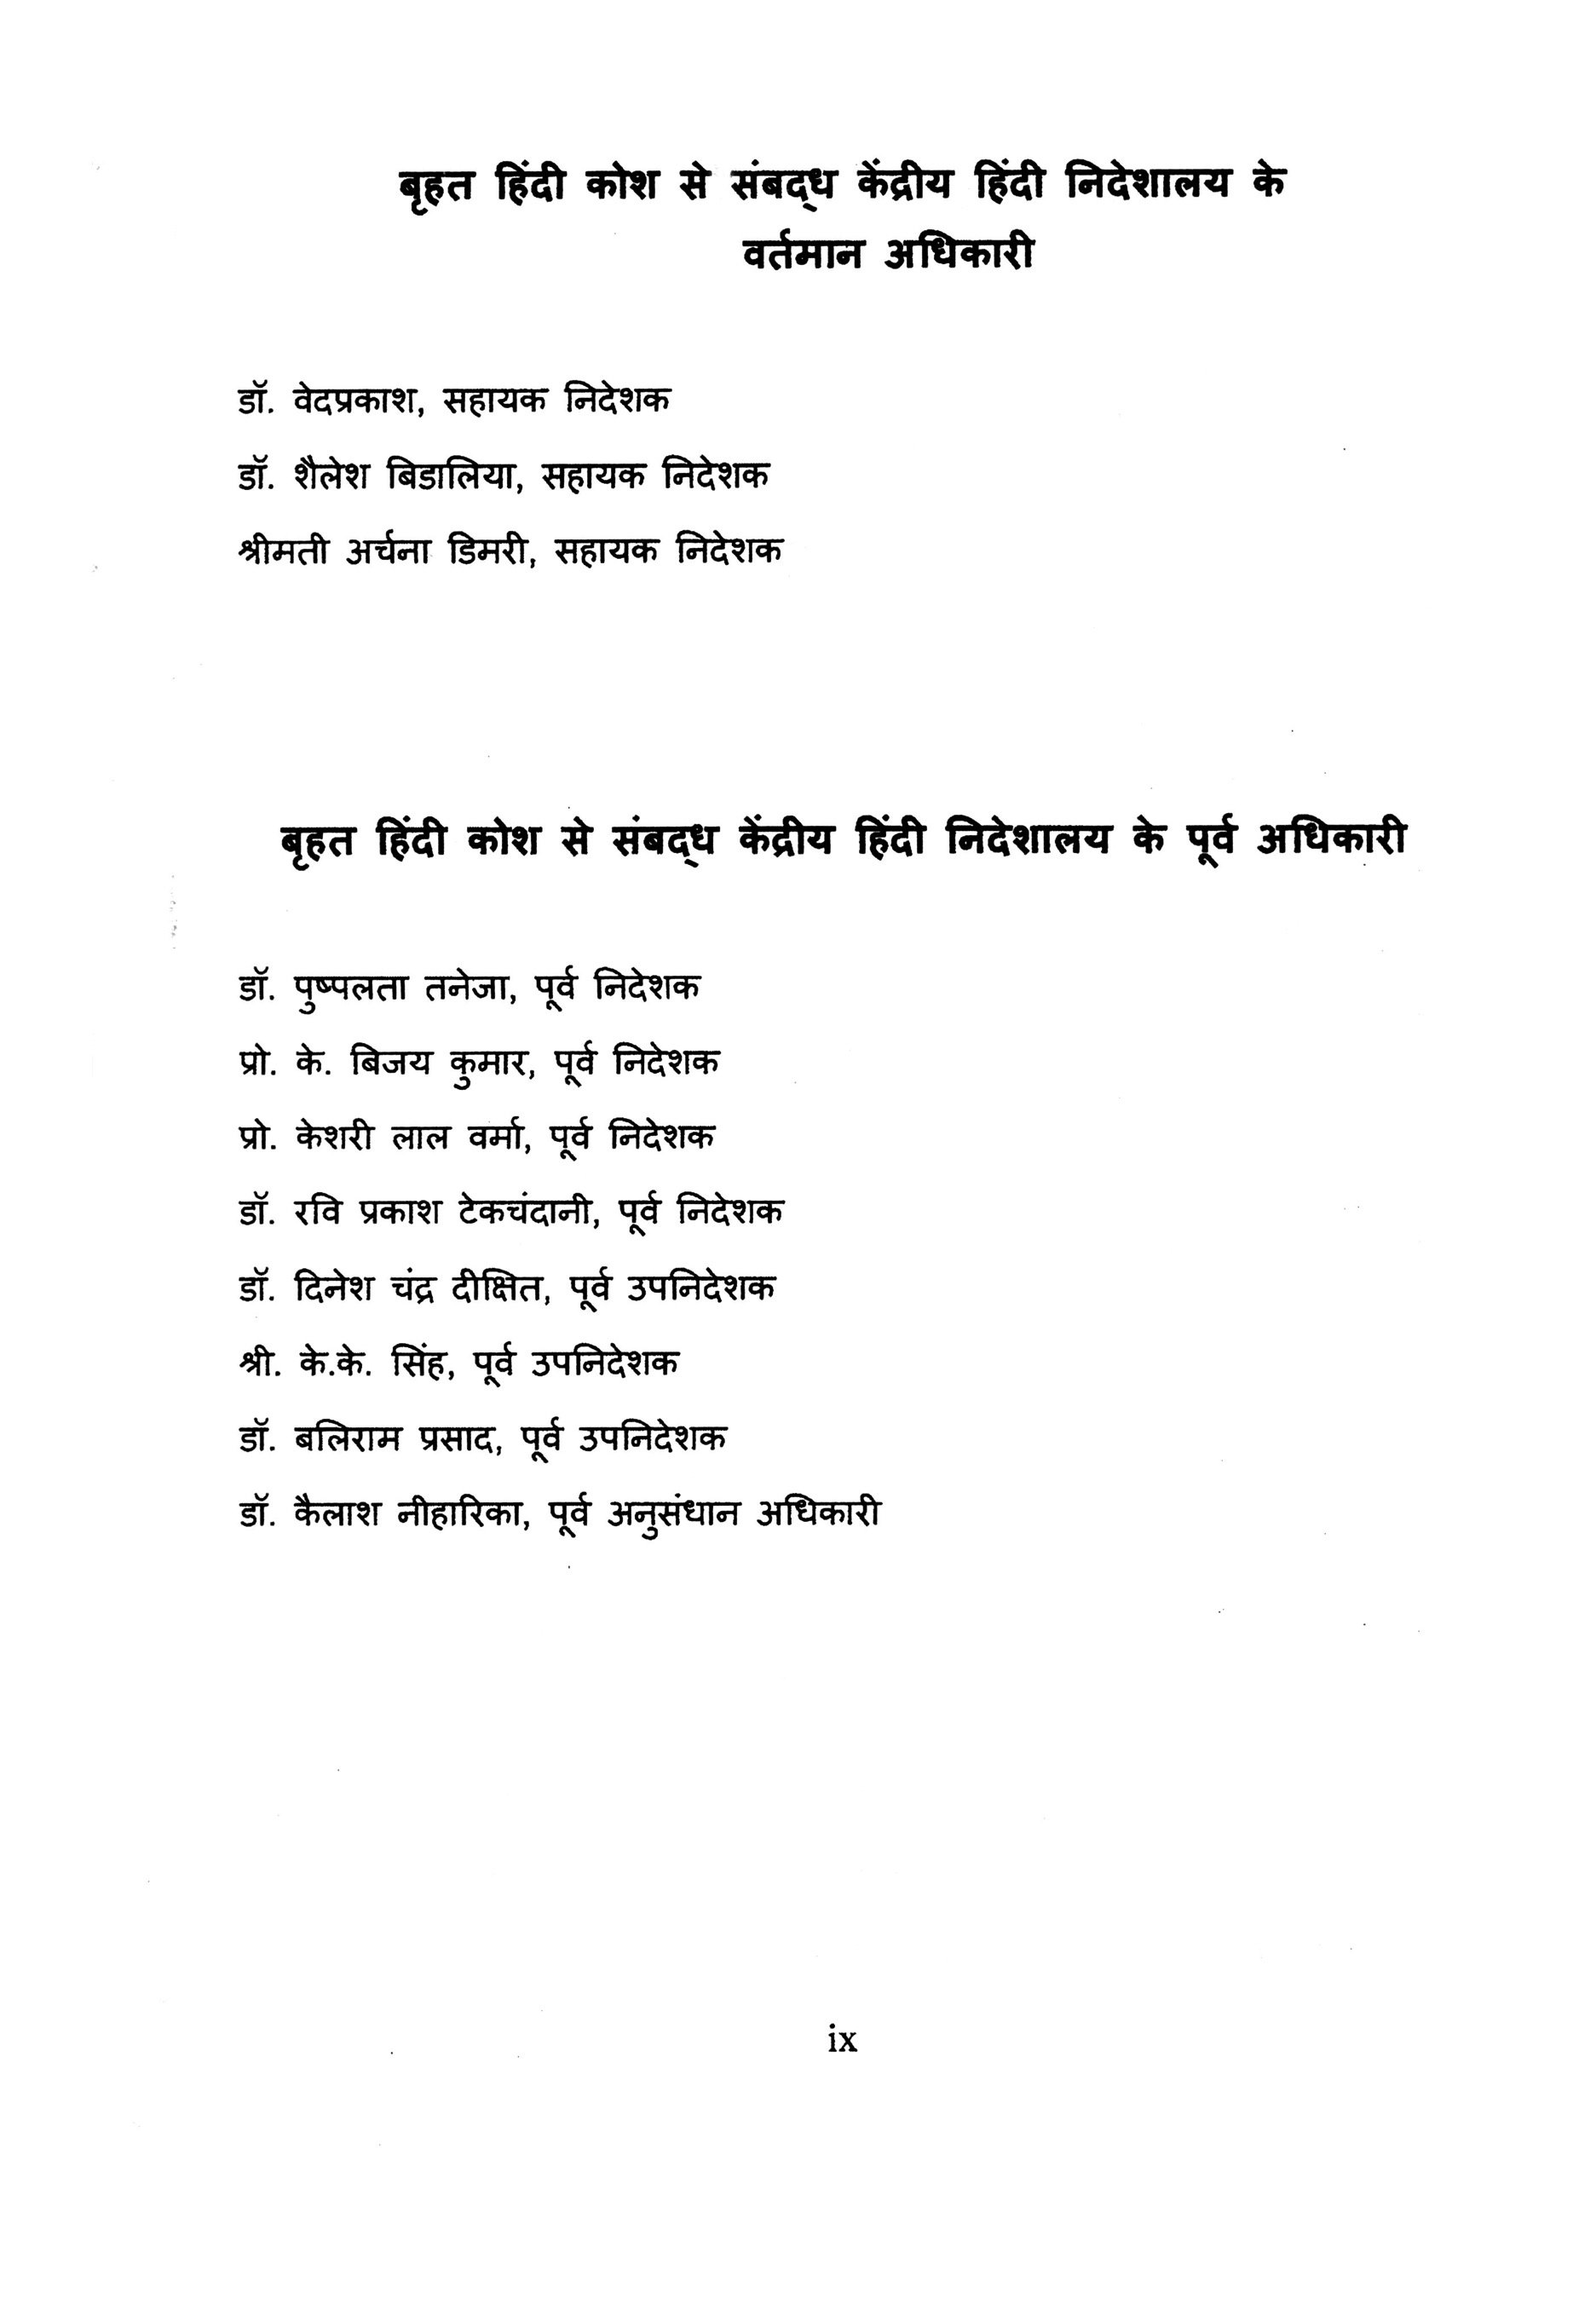 बृहत हिंदी कोश से संबद्ध केंद्रीय हिंदी निदेशालय के
वर्तमान अधिकारी
डॉ. वेदप्रकाश, सहायक निदेशक
डॉ. शैलेश बिडालिया, सहायक निदेशक
श्रीमती अर्चना डिमरी, सहायक निदेशक
बृहत हिंदी कोश से संबद्ध केंद्रीय हिंदी निदेशालय के पूर्व अधिकारी
डॉ. पुष्पलता तनेजा, पूर्व निदेशक
प्रो. के. बिजय कुमार, पूर्व निदेशक
प्रो. केशरी लाल वर्मा, पूर्व निदेशक
डॉ. रवि प्रकाश टेकचंदानी, पूर्व निदेशक
डॉ. दिनेश चंद्र दीक्षित, पूर्व उपनिदेशक
श्री. के.के. सिंह, पूर्व उपनिदेशक
डॉ. बलिराम प्रसाद, पूर्व उपनिदेशक
डॉ. कैलाश नीहारिका, पूर्व अनुसंधान अधिकारी
ix